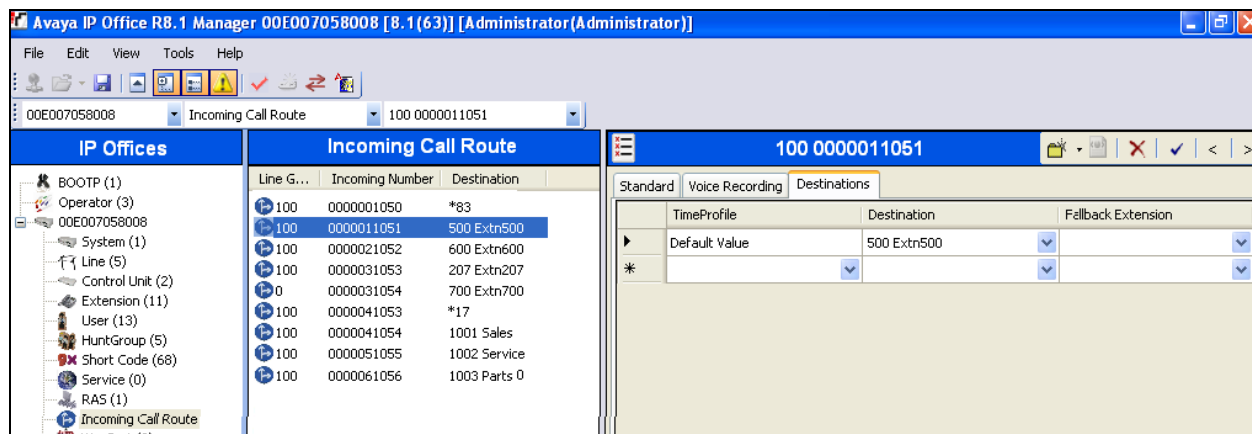 Avaya IP Office R8.1 Manager 00E007058008 [8.1(63)] [Administrator(Administrator)]
File Edit View Tools Help
00E007058008 Incoming Call Route 100 0000011051
IP Offices
BOOTP (1)
Operator (3)
00E007058008
System (1)
Line (5)
Control Unit (2)
Extension (11)
User (13)
HuntGroup (5)
Short Code (68)
Service (0)
RAS (1)
Incoming Call Route
Incoming Call Route
Line G... Incoming Number Destination
100 0000001050 *83
100 0000011051 500 Extn500
100 0000021052 600 Extn600
100 0000031053 207 Extn207
0 0000031054 700 Extn700
100 0000041053 *17
100 0000041054 1001 Sales
100 0000051055 1002 Service
100 0000061056 1003 Parts 0
100 0000011051
Standard Voice Recording Destinations
TimeProfile Destination Fallback Extension
Default Value 500 Extn500